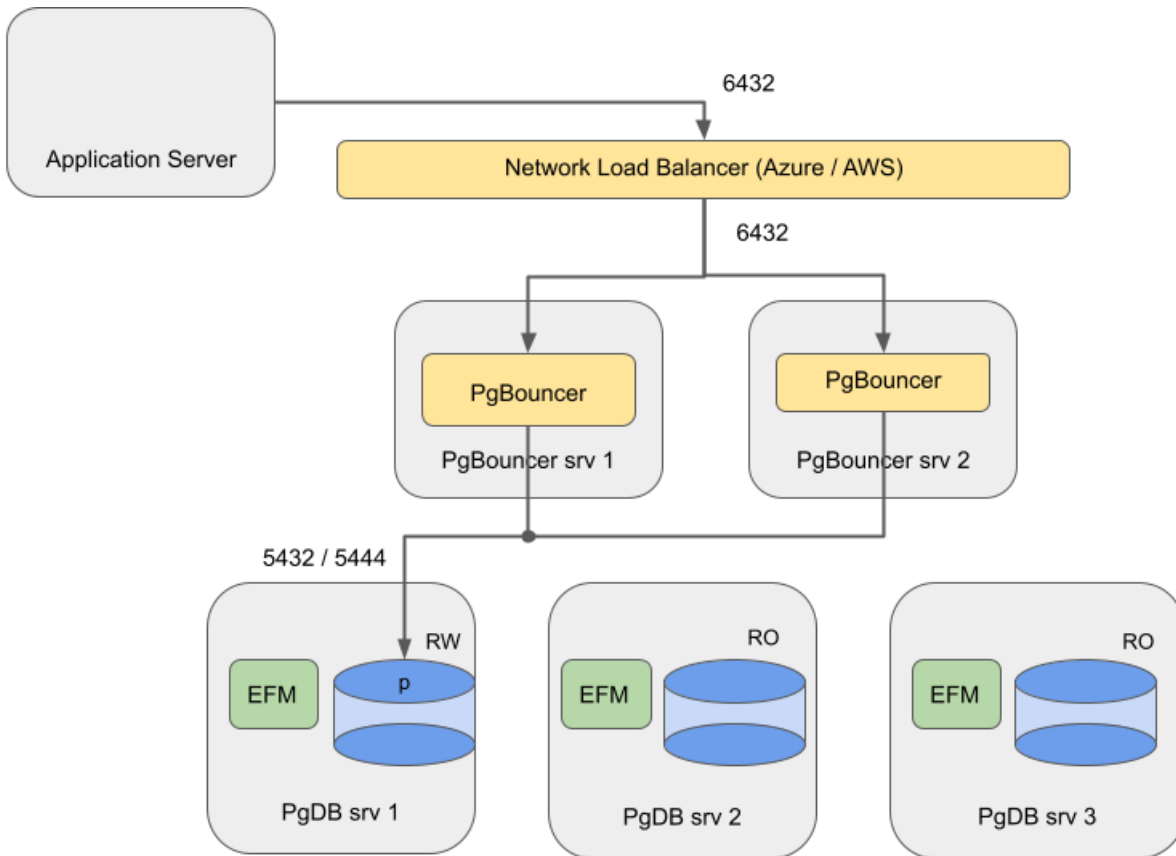 6432
Application Server
Network Load Balancer (Azure / AWS)
6432
PgBouncer
PgBouncer
PgBouncer srv 1
PgBouncer srv 2
5432 / 5444
RW
RO
RO
EFM
p
EFM
EFM
PgDB srv 1
PgDB srv 2
PgDB srv 3